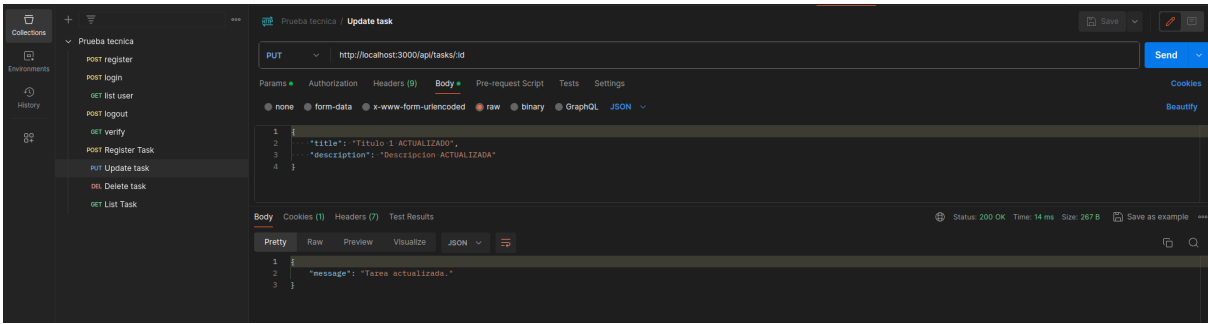 Collections
Environments
History
Prueba tecnica
POST register
POST login
GET list user
POST logout
GET verify
POST Register Task
PUT Update task
DEL Delete task
GET List Task
HTTP Prueba tecnica / Update task
Save
PUT http://localhost:3000/api/tasks/:id Send
Params Authorization Headers (9) Body Pre-request Script Tests Settings Cookies
none form-data x-www-form-urlencoded raw binary GraphQL JSON Beautify
1 {
2 "title": "Titulo 1 ACTUALIZADO",
3 "description": "Descripcion ACTUALIZADA"
4 }
Body Cookies (1) Headers (7) Test Results Status: 200 OK Time: 14 ms Size: 267 B Save as example
Pretty Raw Preview Visualize JSON
1 {
2 "message": "Tarea actualizada."
3 }